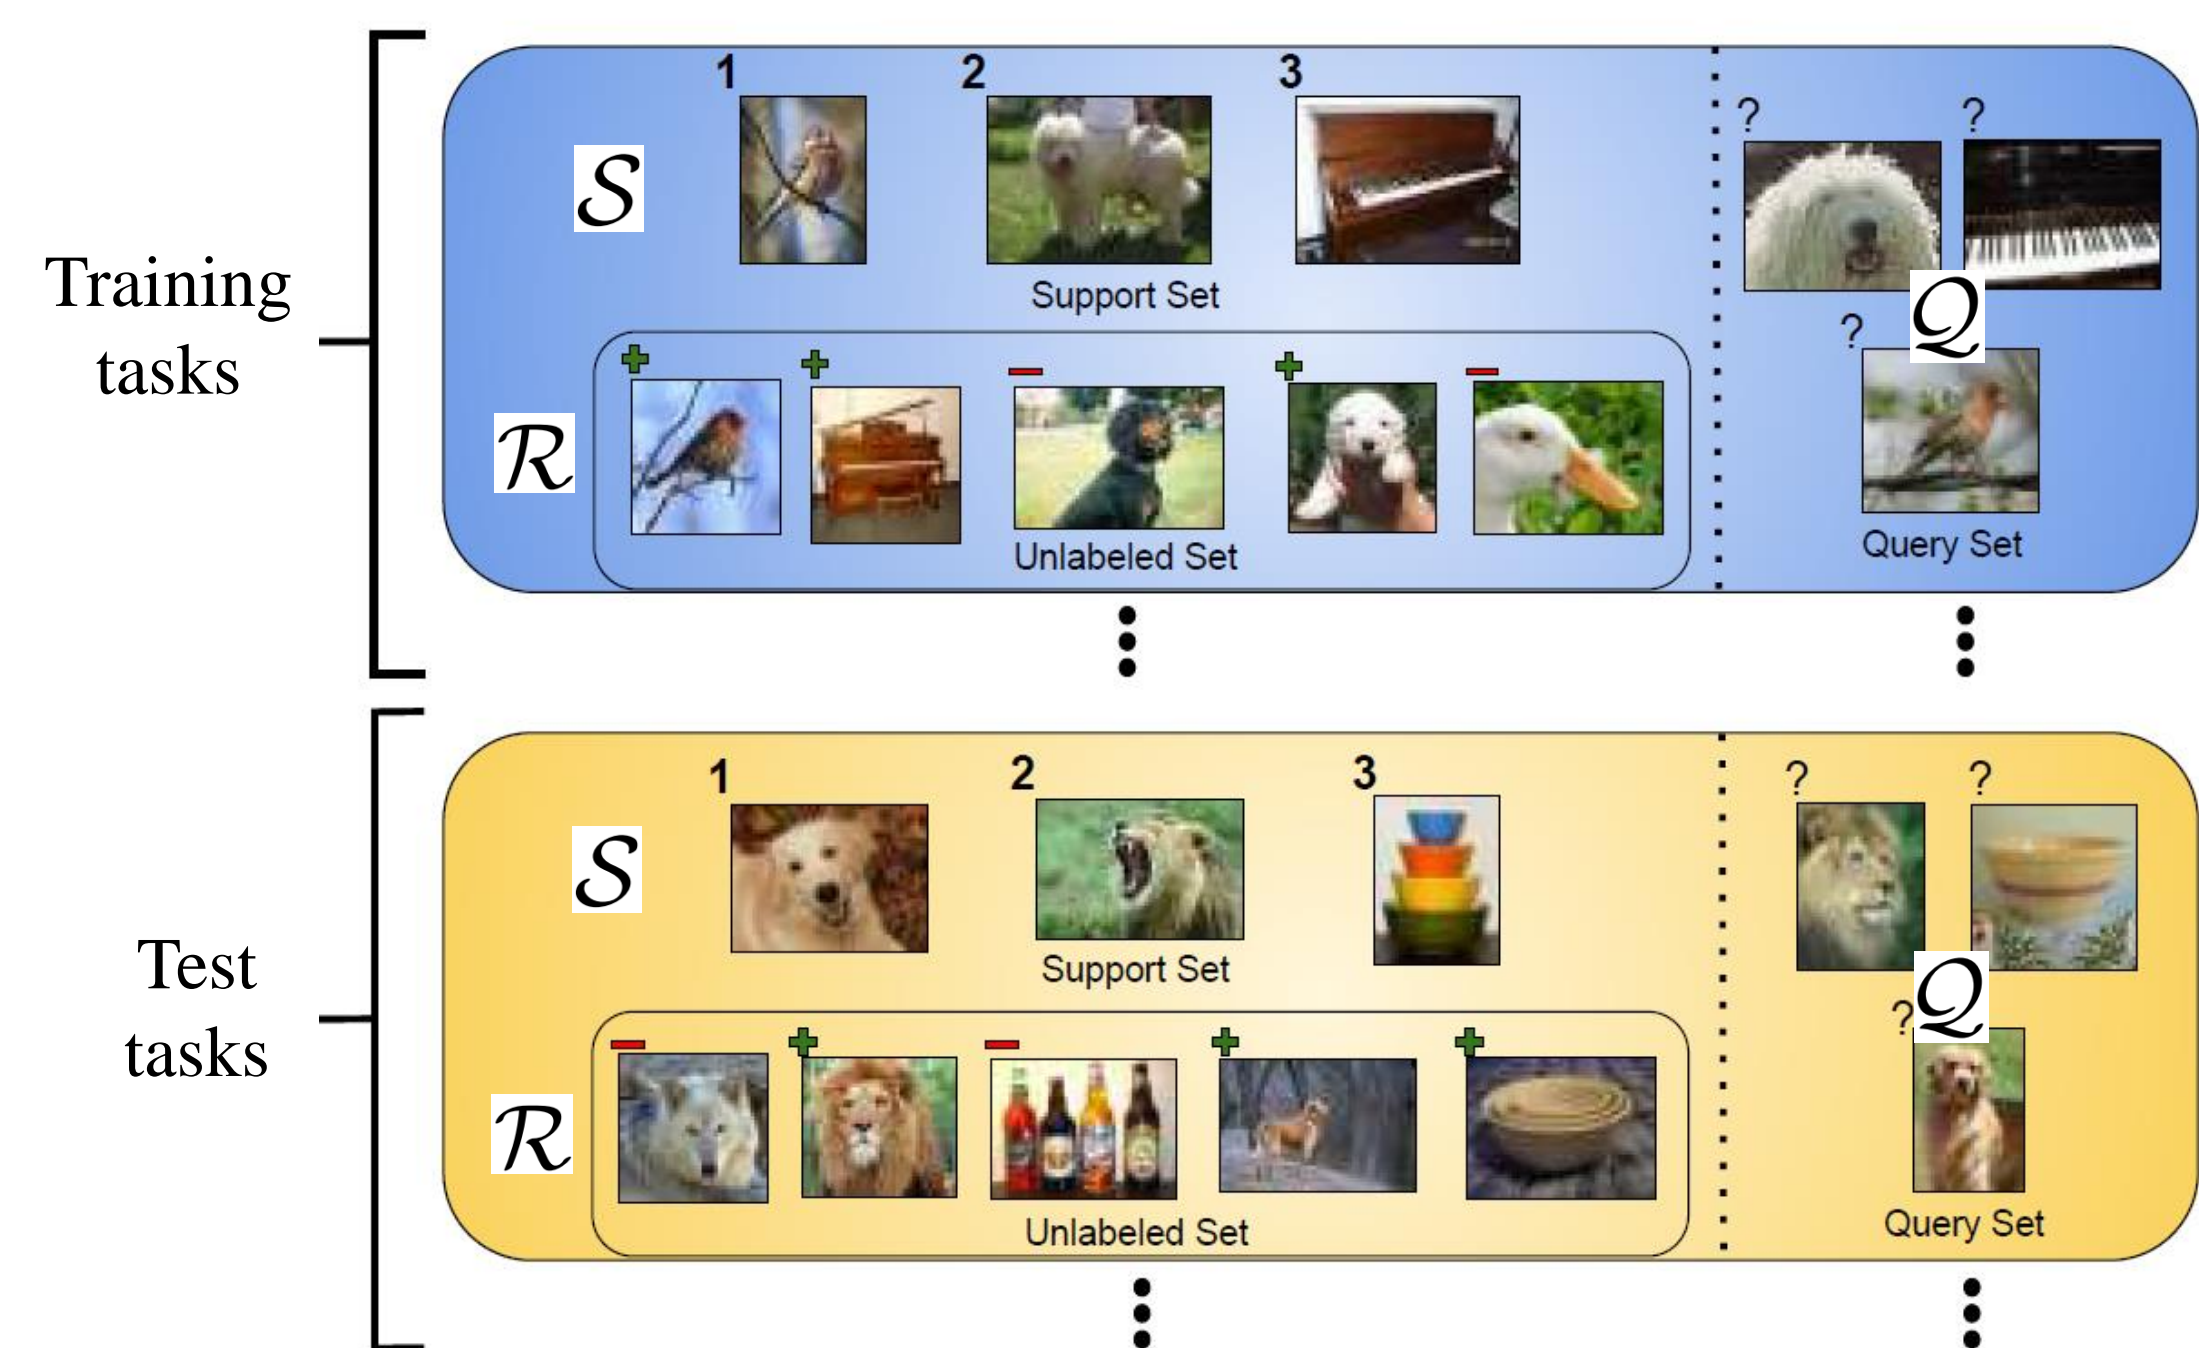 Training
tasks
1 2 3
S
Support Set
R
Unlabeled Set
? ?
Q
?
Query Set
Test
tasks
1 2 3
S
Support Set
R
Unlabeled Set
? ?
Q
?
Query Set